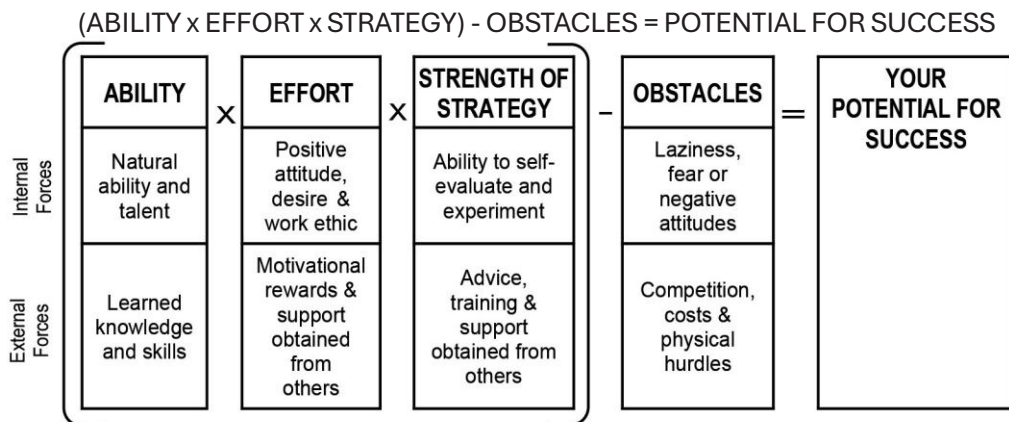 (ABILITY x EFFORT x STRATEGY) - OBSTACLES = POTENTIAL FOR SUCCESS
ABILITY
x
EFFORT
x
STRENGTH OF
STRATEGY
-
OBSTACLES
=
YOUR
POTENTIAL FOR
SUCCESS
Internal
Forces
Natural
ability and
talent
Positive
attitude,
desire &
work ethic
Ability to self-
evaluate and
experiment
Laziness,
fear or
negative
attitudes
External
Forces
Learned
knowledge
and skills
Motivational
rewards &
support
obtained
from
others
Advice,
training &
support
obtained from
others
Competition,
costs &
physical
hurdles